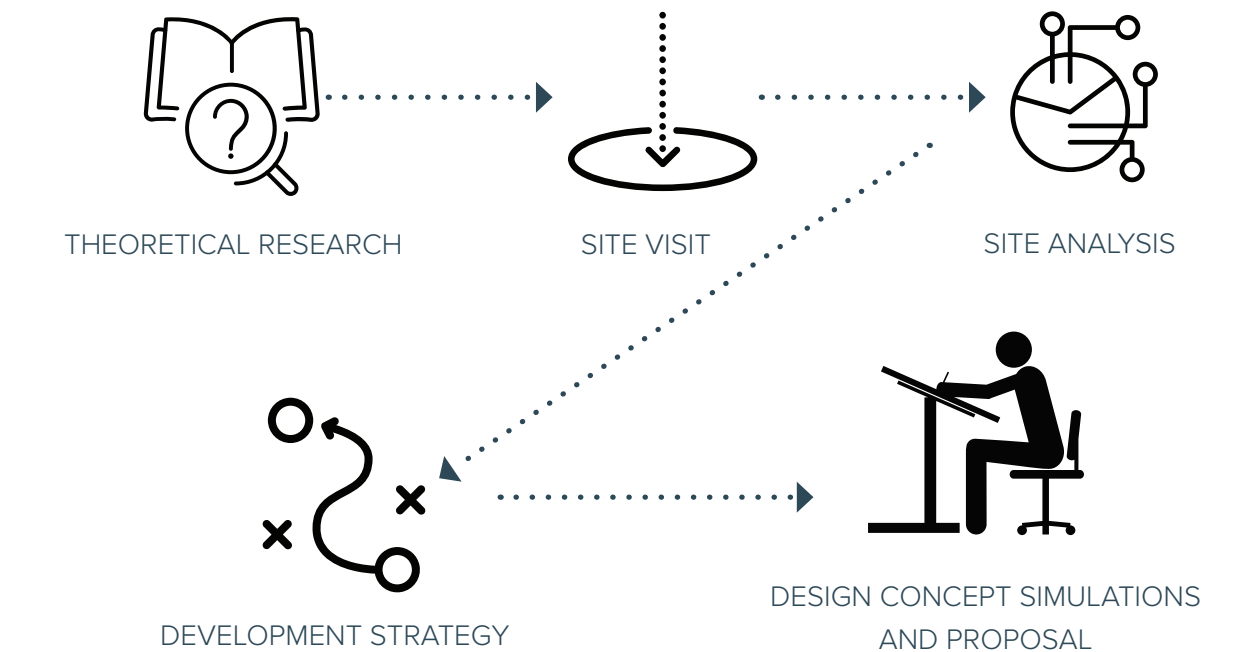 THEORETICAL RESEARCH
SITE VISIT
SITE ANALYSIS
DEVELOPMENT STRATEGY
DESIGN CONCEPT SIMULATIONS
AND PROPOSAL